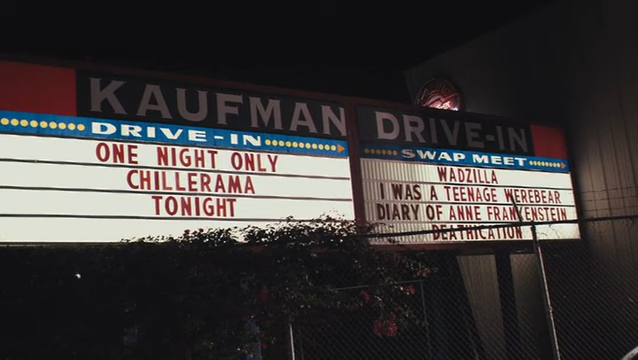 KAUFMAN DRIVE-IN
DRIVE-IN
ONE NIGHT ONLY
CHILLERAMA
TONIGHT
SWAP MEET
WADZILLA
I WAS A TEENAGE WEREBEAR
DIARY OF ANNE FRANKENSTEIN
DEATHICATION